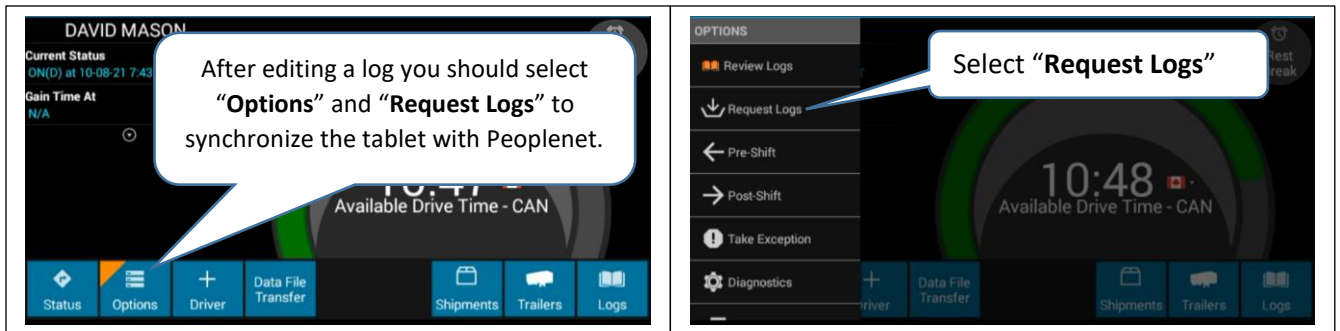 DAVID MASON
Current Status
ON(D) at 10-08-21 7:43
Gain Time At
N/A
After editing a log you should select
“Options” and “Request Logs” to
synchronize the tablet with Peoplenet.
Available Drive Time - CAN
Status
Options
Driver
Data File
Transfer
Shipments
Trailers
Logs
OPTIONS
Review Logs
Request Logs
Pre-Shift
Post-Shift
Take Exception
Diagnostics
Select “Request Logs”
Rest
Break
10:48
Available Drive Time - CAN
Driver
Data File
Transfer
Shipments
Trailers
Logs